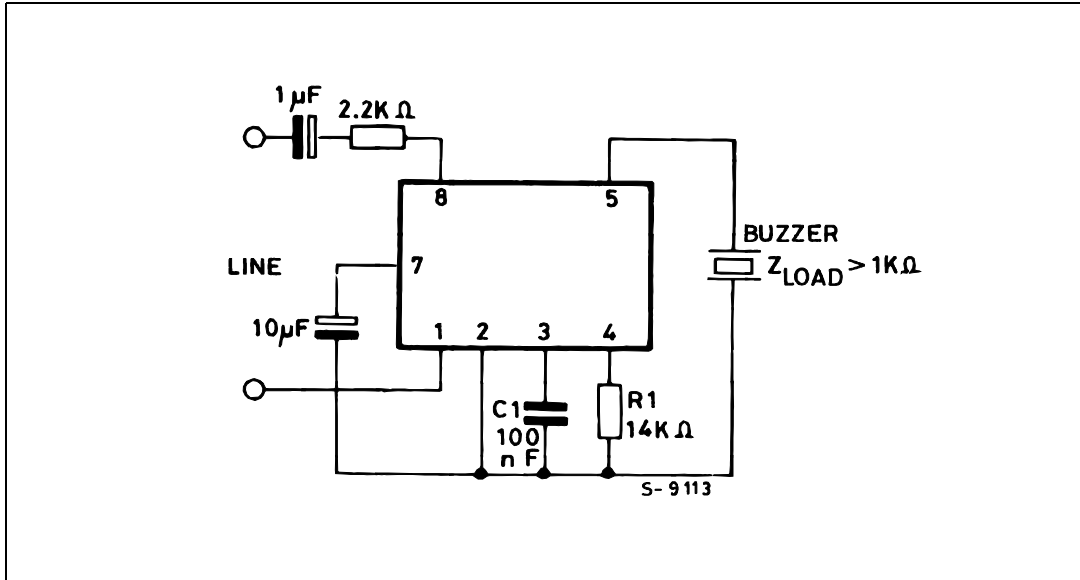 1 µF
2.2K Ω
8
5
BUZZER
Z LOAD > 1K Ω
LINE
7
10µF
1
2
3
4
C1
100
n F
R1
14K Ω
S- 9113